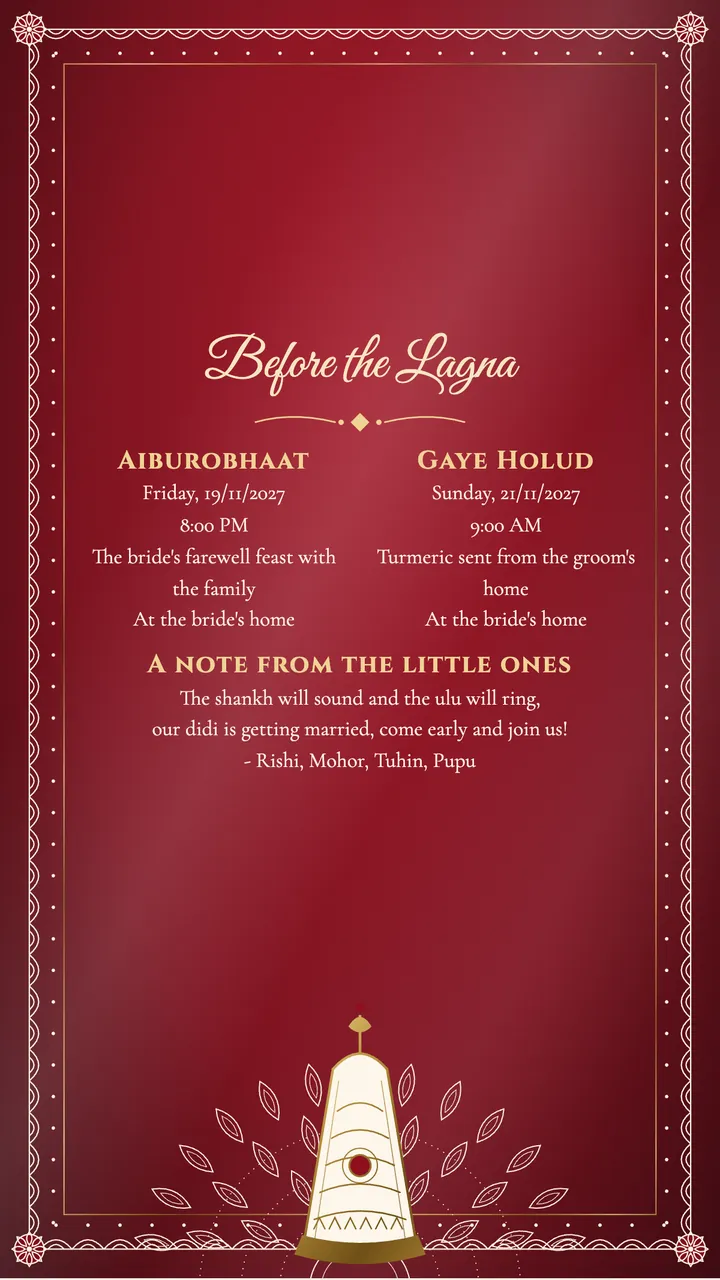 Before the Lagna
Aiburobhaat
Friday, 19/11/2027
8:00 PM
The bride's farewell feast with
the family
At the bride's home
Gaye Holud
Sunday, 21/11/2027
9:00 AM
Turmeric sent from the groom's
home
At the bride's home
A note from the little ones
The shankh will sound and the ulu will ring,
our didi is getting married, come early and join us!
- Rishi, Mohor, Tuhin, Pupu